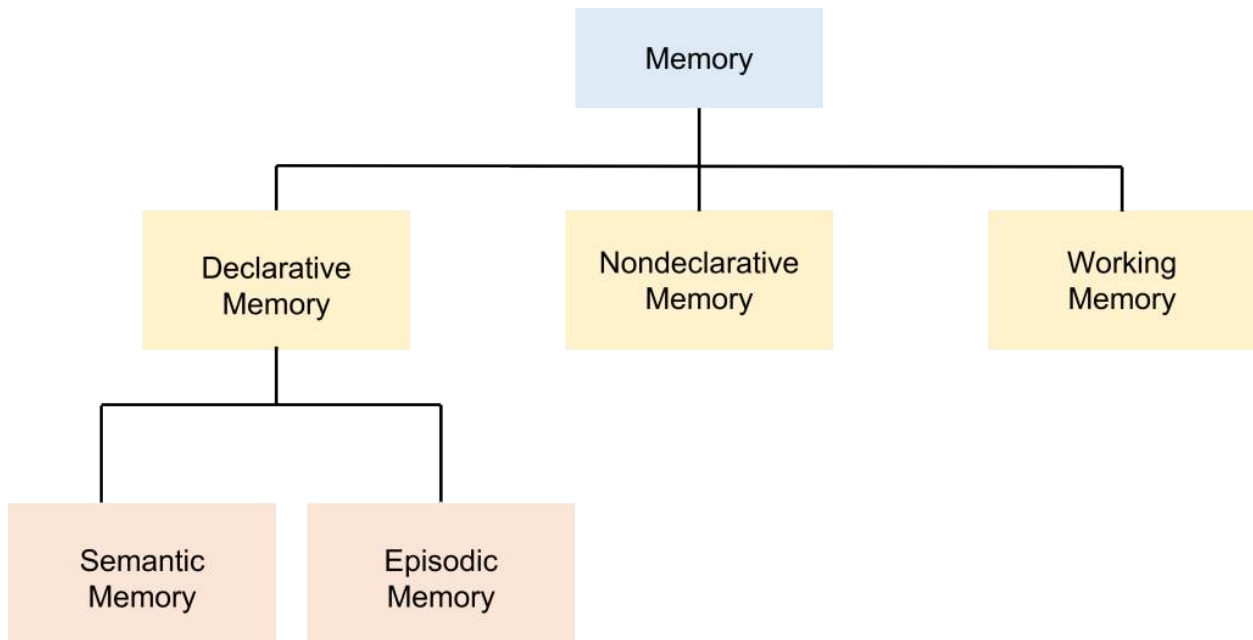 Memory
Declarative
Memory
Nondeclarative
Memory
Working
Memory
Semantic
Memory
Episodic
Memory